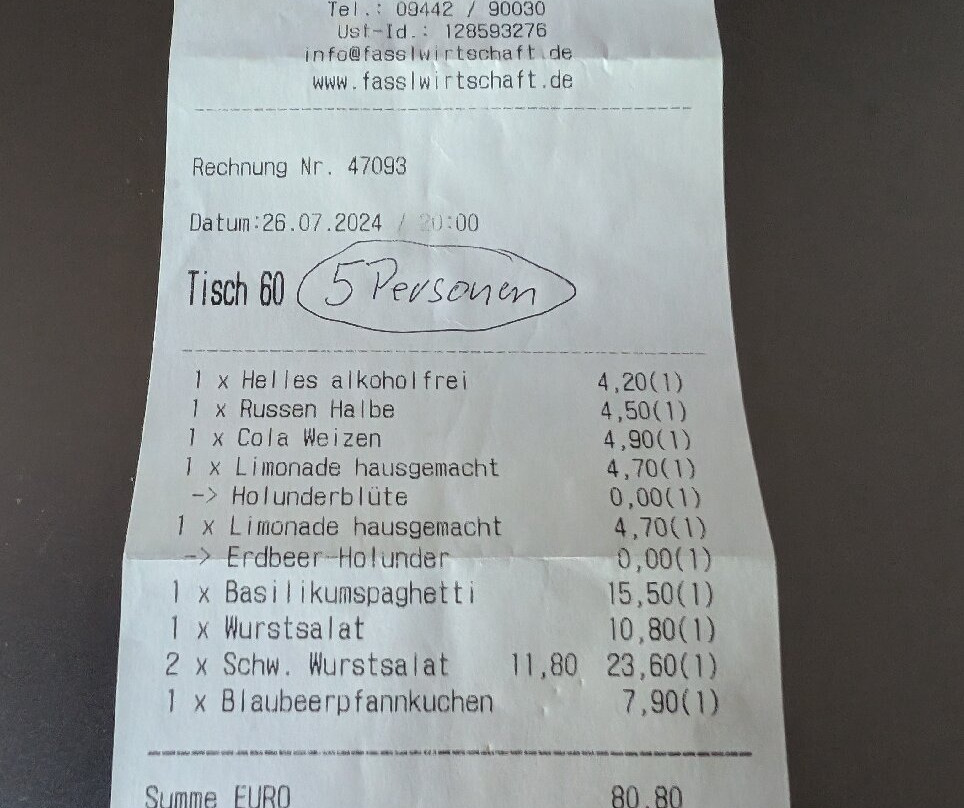 Tel.: 09442 / 90030
Ust-Id.: 128593276
info@fasslwirtschaft.de
www.fasslwirtschaft.de
Rechnung Nr. 47093
Datum:26.07.2024 / 20:00
Tisch 60 5 Personen
1 x Helles alkoholfrei 4,20(1)
1 x Russen Halbe 4,50(1)
1 x Cola Weizen 4,90(1)
1 x Limonade hausgemacht 4,70(1)
-> Holunderblüte 0,00(1)
1 x Limonade hausgemacht 4,70(1)
-> Erdbeer-Holunder 0,00(1)
1 x Basilikumspaghetti 15,50(1)
1 x Wurstsalat 10,80(1)
2 x Schw. Wurstsalat 11,80 23,60(1)
1 x Blaubeerpfannkuchen 7,90(1)
Summe EURO 80,80